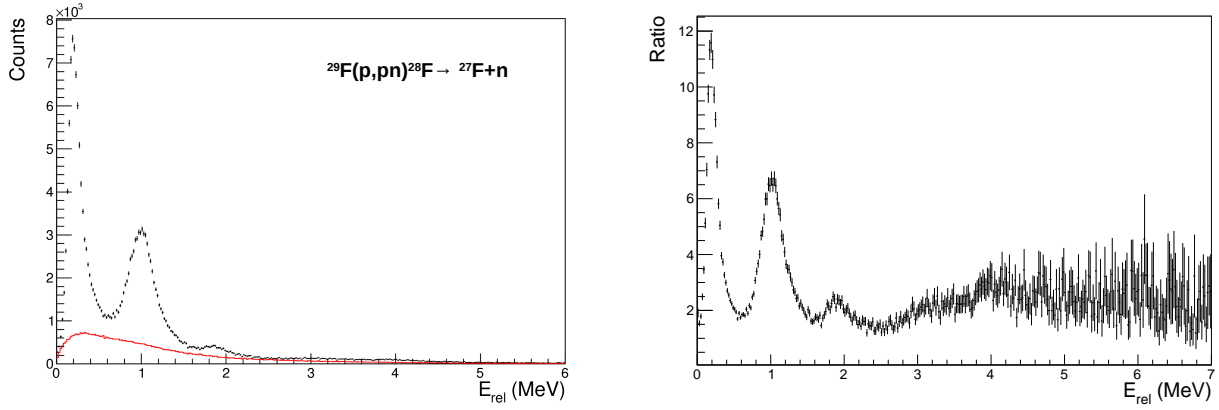 ×10³
8
7
6
5
4
3
2
1
0
Counts
²⁹F(p,pn)²⁸F→ ²⁷F+n
0 1 2 3 4 5 6
E_rel (MeV)
12
10
8
6
4
2
Ratio
0 1 2 3 4 5 6 7
E_rel (MeV)